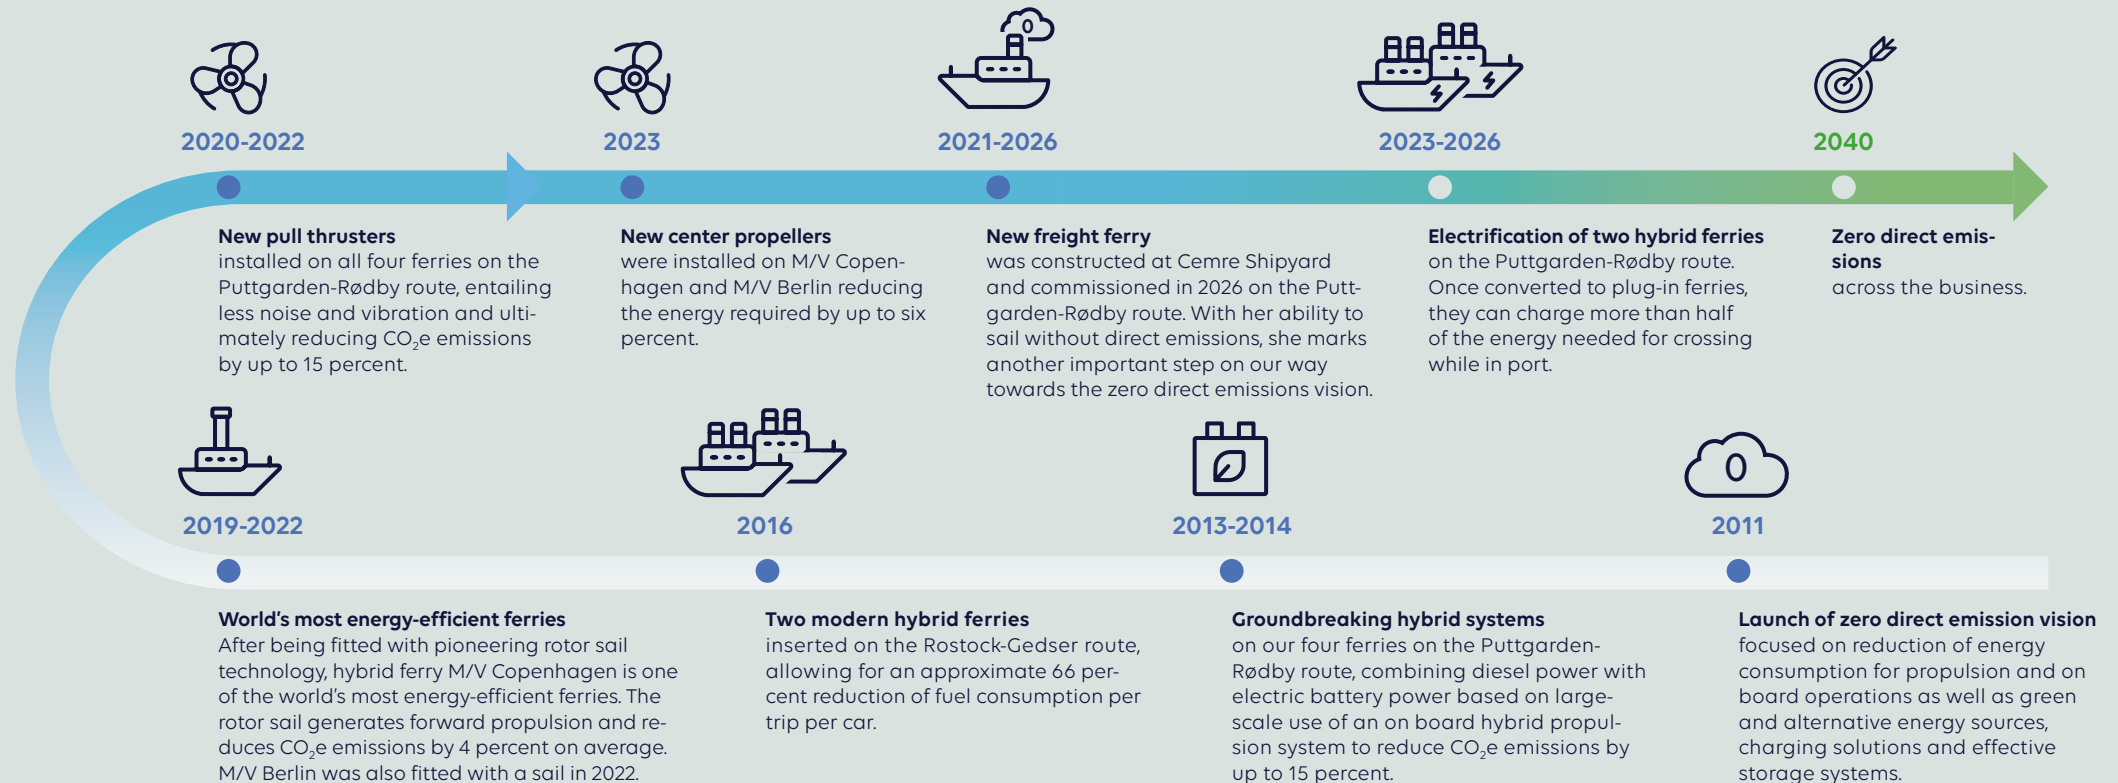 0
2020-2022
New pull thrusters
installed on all four ferries on the
Puttgarden-Rødby route, entailing
less noise and vibration and ulti-
mately reducing CO₂e emissions
by up to 15 percent.
2023
New center propellers
were installed on M/V Copen-
hagen and M/V Berlin reducing
the energy required by up to six
percent.
2021-2026
New freight ferry
was constructed at Cemre Shipyard
and commissioned in 2026 on the Putt-
garden-Rødby route. With her ability to
sail without direct emissions, she marks
another important step on our way
towards the zero direct emissions vision.
2023-2026
Electrification of two hybrid ferries
on the Puttgarden-Rødby route.
Once converted to plug-in ferries,
they can charge more than half
of the energy needed for crossing
while in port.
2040
Zero direct emis-
sions
across the business.
2019-2022
World's most energy-efficient ferries
After being fitted with pioneering rotor sail
technology, hybrid ferry M/V Copenhagen is one
of the world's most energy-efficient ferries. The
rotor sail generates forward propulsion and re-
duces CO₂e emissions by 4 percent on average.
M/V Berlin was also fitted with a sail in 2022.
2016
Two modern hybrid ferries
inserted on the Rostock-Gedser route,
allowing for an approximate 66 per-
cent reduction of fuel consumption per
trip per car.
2013-2014
Groundbreaking hybrid systems
on our four ferries on the Puttgarden-
Rødby route, combining diesel power with
electric battery power based on large-
scale use of an on board hybrid propul-
sion system to reduce CO₂e emissions by
up to 15 percent.
0
2011
Launch of zero direct emission vision
focused on reduction of energy
consumption for propulsion and on
board operations as well as green
and alternative energy sources,
charging solutions and effective
storage systems.